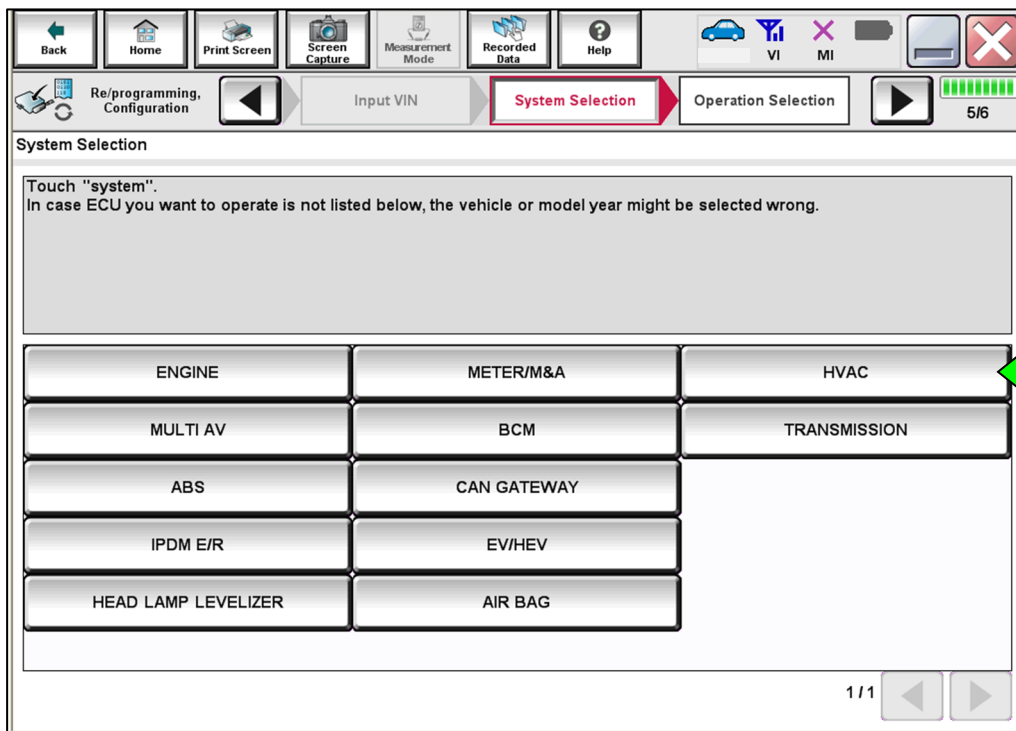 Back
Home
Print Screen
Screen
Capture
Measurement
Mode
Recorded
Data
Help
VI
MI
Re/programming,
Configuration
Input VIN
System Selection
Operation Selection
5/6
System Selection
Touch "system".
In case ECU you want to operate is not listed below, the vehicle or model year might be selected wrong.
ENGINE
METER/M&A
HVAC
MULTI AV
BCM
TRANSMISSION
ABS
CAN GATEWAY
IPDM E/R
EV/HEV
HEAD LAMP LEVELIZER
AIR BAG
1/1